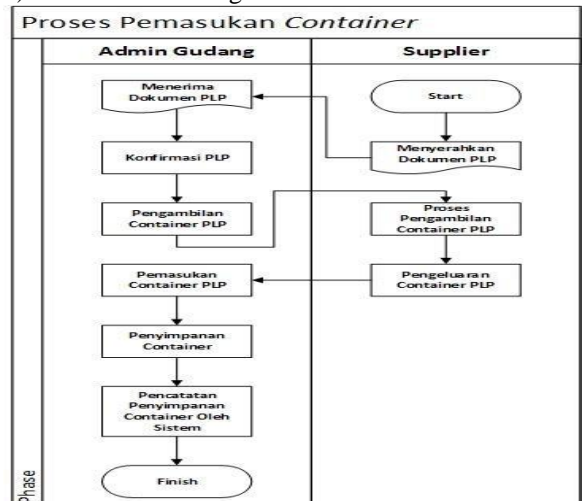 Proses Pemasukan Container
Admin Gudang
Supplier
Menerima
Dokumen PLP
Start
Konfirmasi PLP
Menyerahkan
Dokumen PLP
Pengambilan
Container PLP
Proses
Pengambilan
Container PLP
Pemasukan
Container PLP
Pengeluaran
Container PLP
Penyimpanan
Container
Pencatatan
Penyimpanan
Container Oleh
Sistem
Finish
Phase